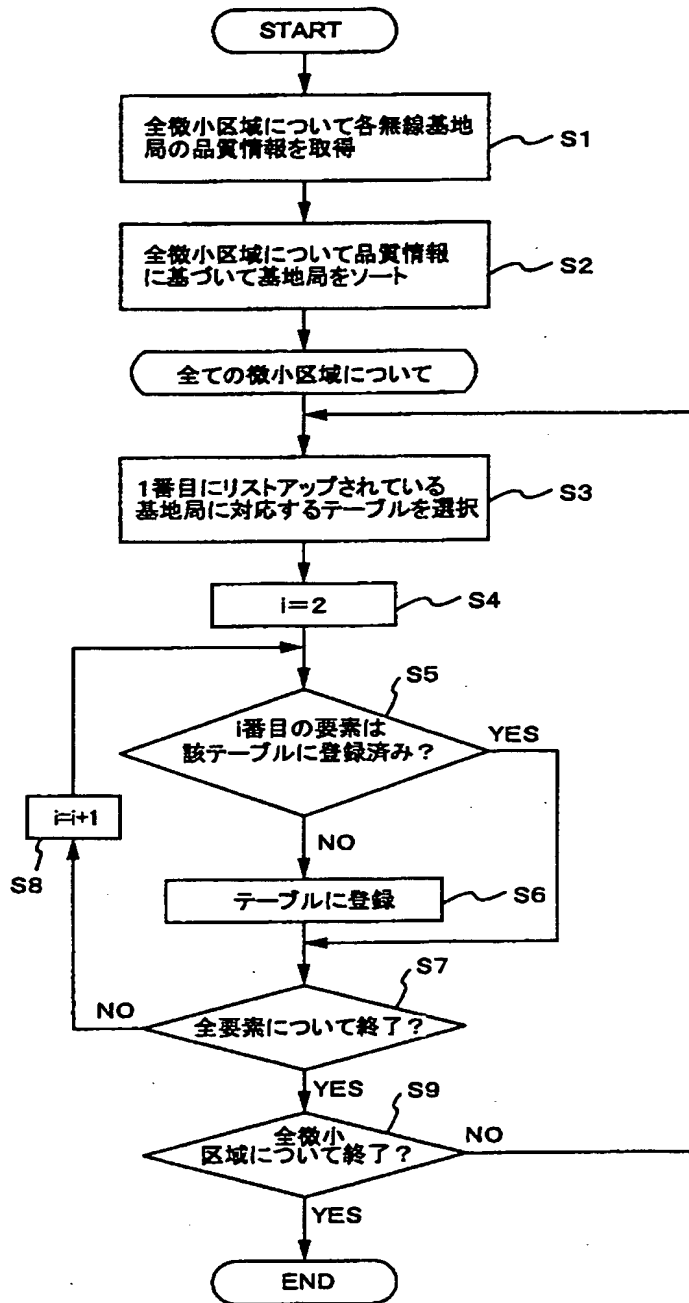 START
全微小区域について各無線基地
局の品質情報を取得
S1
全微小区域について品質情報
に基づいて基地局をソート
S2
全ての微小区域について
1番目にリストアップされている
基地局に対応するテーブルを選択
S3
i=2
S4
S5
i番目の要素は
該テーブルに登録済み?
YES
i=i+1
S8
NO
テーブルに登録
S6
S7
NO
全要素について終了?
YES
S9
全微小
区域について終了?
NO
YES
END